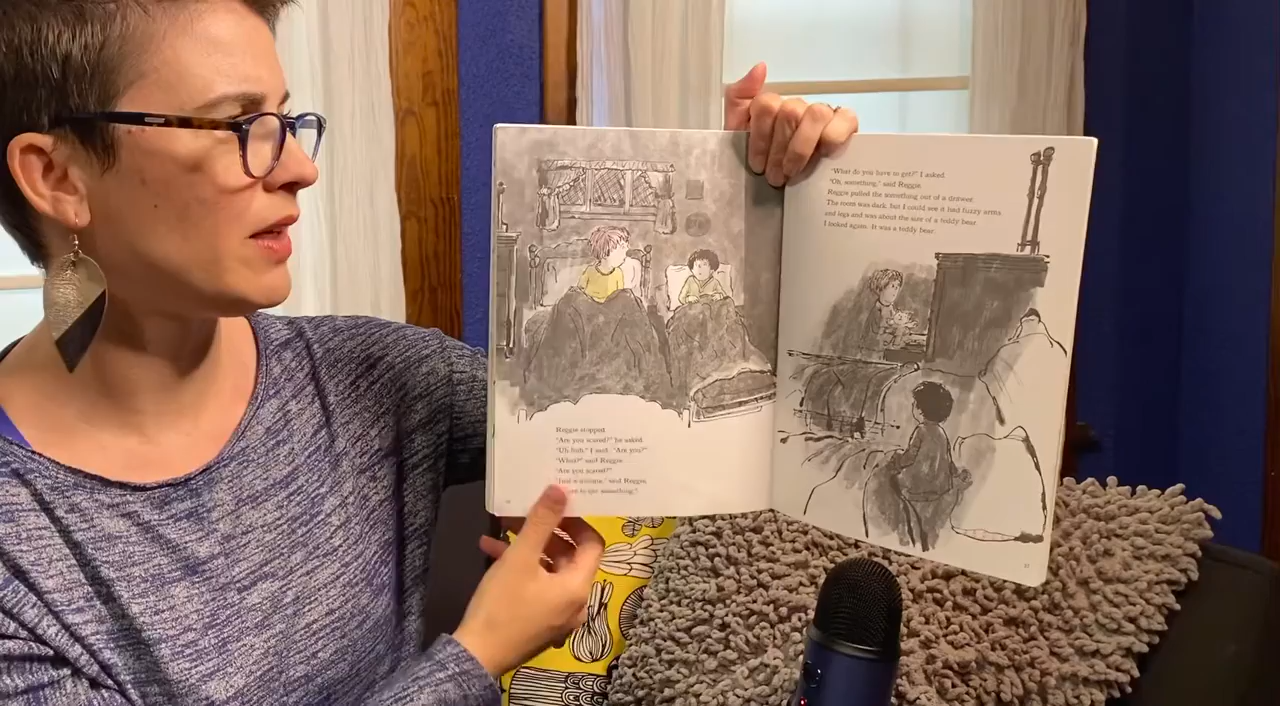 Reggie stopped.
"Are you scared?" he asked.
"Uh huh," I said. "Are you?"
"What?" said Reggie.
"Are you scared?"
"Just a minute," said Reggie.
to get something."
"What do you have to get?" I asked.
"Oh, something," said Reggie.
Reggie pulled the something out of a drawer.
The room was dark, but I could see it had fuzzy arms
and legs and was about the size of a teddy bear.
I looked again. It was a teddy bear.